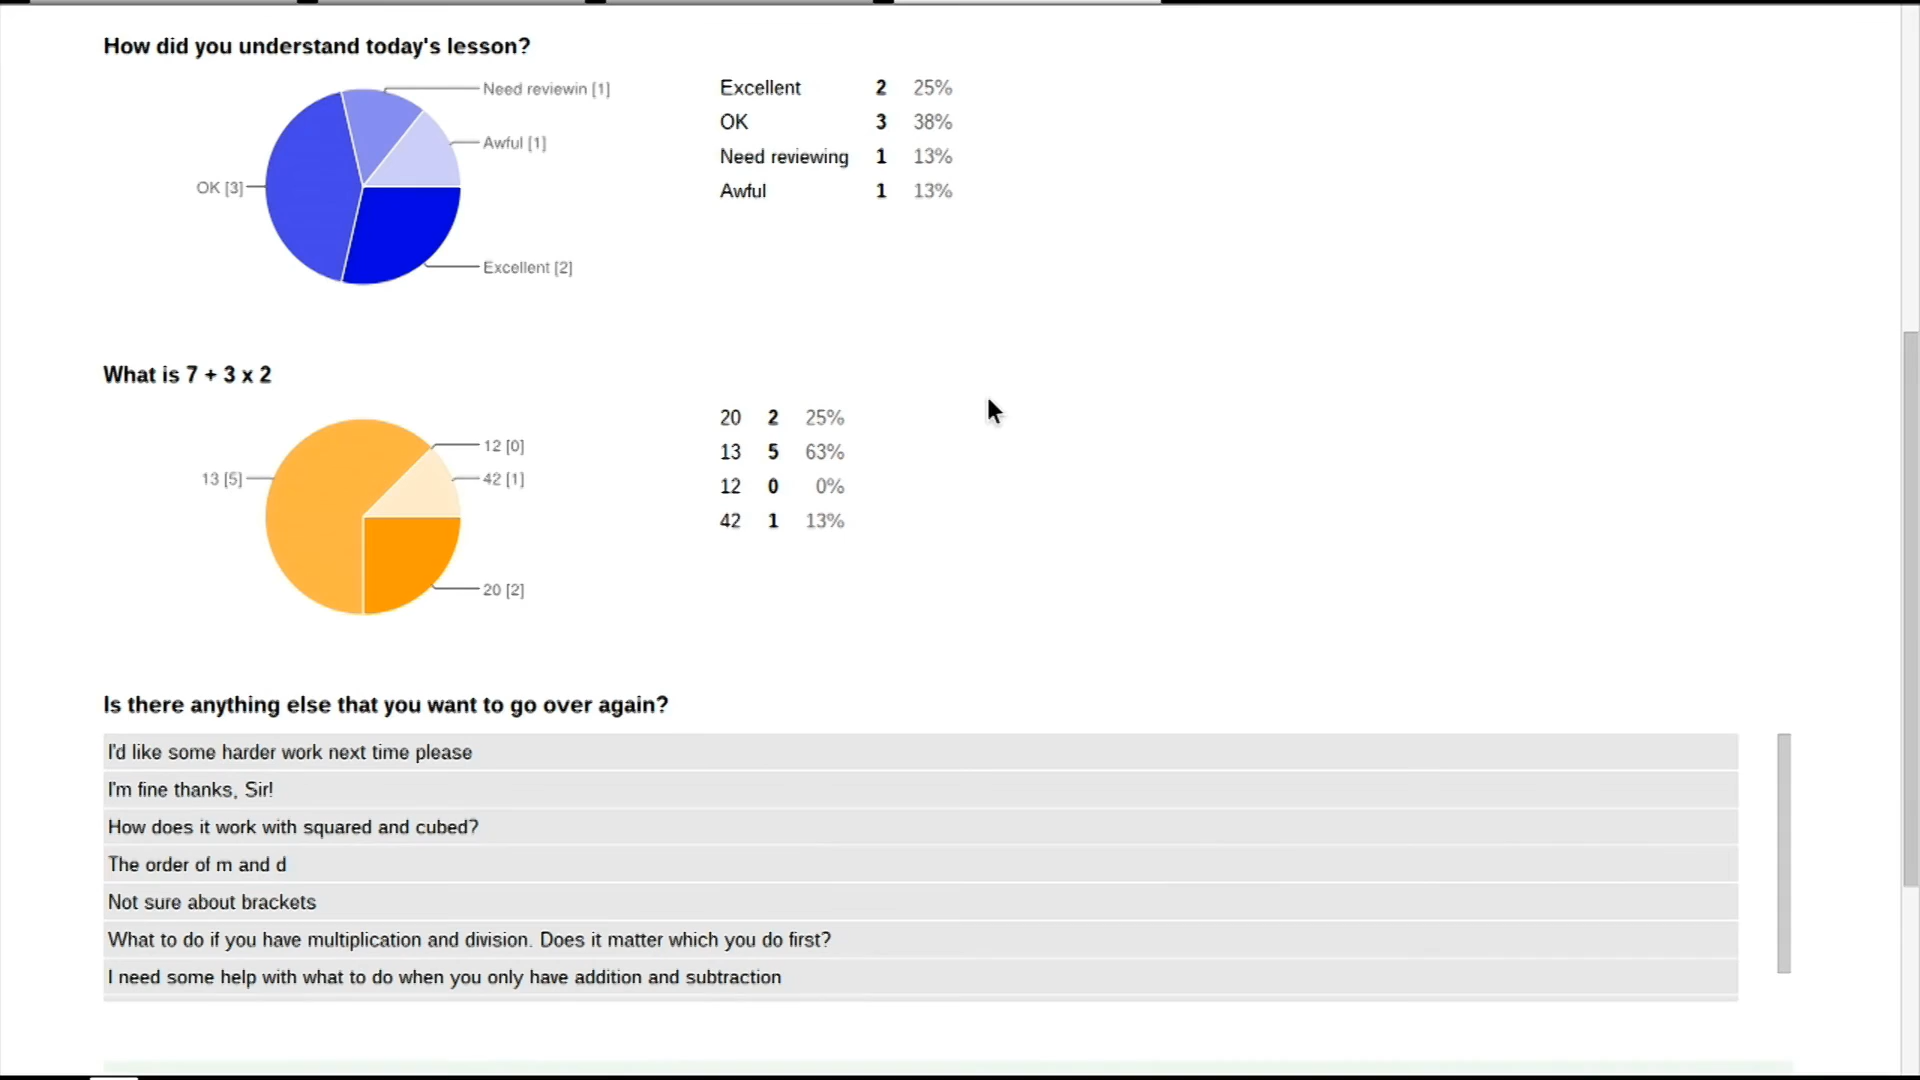 How did you understand today's lesson?
Need reviewin [1]
Awful [1]
OK [3]
Excellent [2]
Excellent 2 25%
OK 3 38%
Need reviewing 1 13%
Awful 1 13%
What is 7 + 3 x 2
12 [0]
13 [5]
42 [1]
20 [2]
20 2 25%
13 5 63%
12 0 0%
42 1 13%
Is there anything else that you want to go over again?
I'd like some harder work next time please
I'm fine thanks, Sir!
How does it work with squared and cubed?
The order of m and d
Not sure about brackets
What to do if you have multiplication and division. Does it matter which you do first?
I need some help with what to do when you only have addition and subtraction